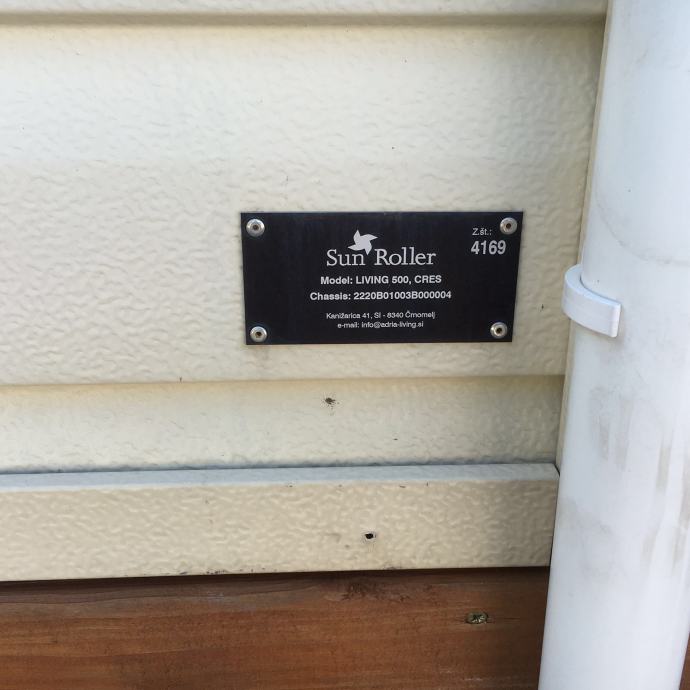 Z.št.:
4169
Sun Roller
Model: LIVING 500, CRES
Chassis: 2220B01003B000004
Kanižarica 41, SI - 8340 Črnomelj
e-mail: info@adria-living.si